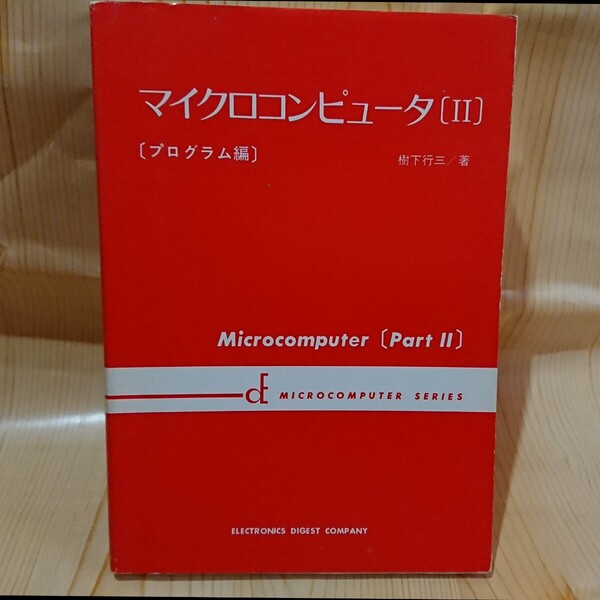 マイクロコンピュータ〔II〕
〔プログラム編〕
樹下行三／著
Microcomputer 〔Part II〕
dE MICROCOMPUTER SERIES
ELECTRONICS DIGEST COMPANY